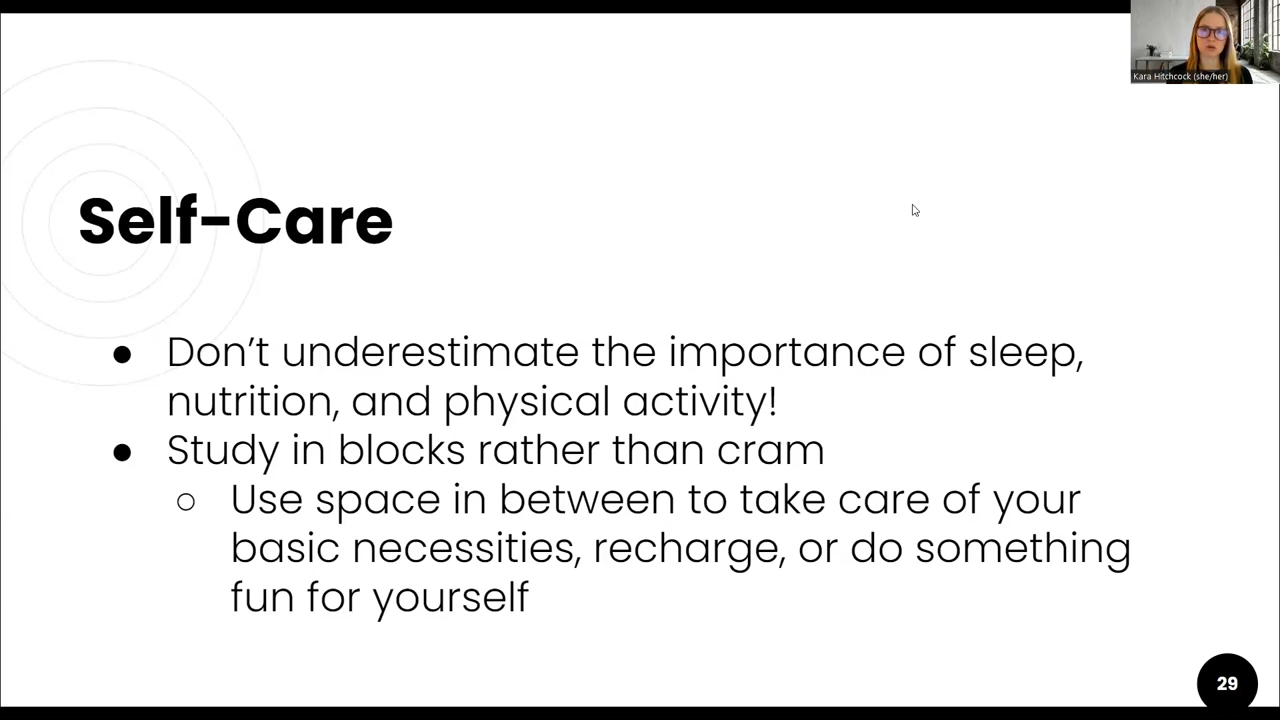 Kara Hitchcock (she/her)
Self-Care
● Don’t underestimate the importance of sleep,
nutrition, and physical activity!
● Study in blocks rather than cram
○ Use space in between to take care of your
basic necessities, recharge, or do something
fun for yourself
29